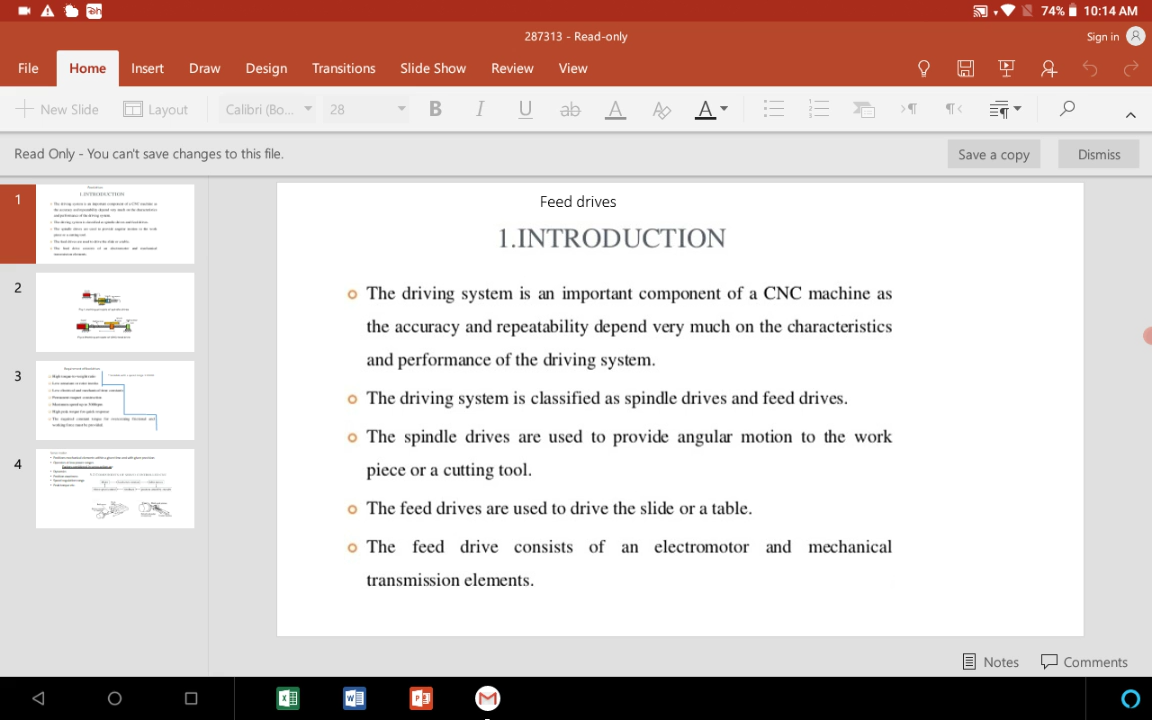 74% 10:14 AM
287313 - Read-only
Sign in
File Home Insert Draw Design Transitions Slide Show Review View
New Slide Layout Calibri (Bo... 28 B I U ab A A A
Read Only - You can't save changes to this file.
Save a copy Dismiss
1
2
3
4
Feed drives
1.INTRODUCTION
The driving system is an important component of a CNC machine as
the accuracy and repeatability depend very much on the characteristics
and performance of the driving system.
The driving system is classified as spindle drives and feed drives.
The spindle drives are used to provide angular motion to the work
piece or a cutting tool.
The feed drives are used to drive the slide or a table.
The feed drive consists of an electromotor and mechanical
transmission elements.
Notes Comments